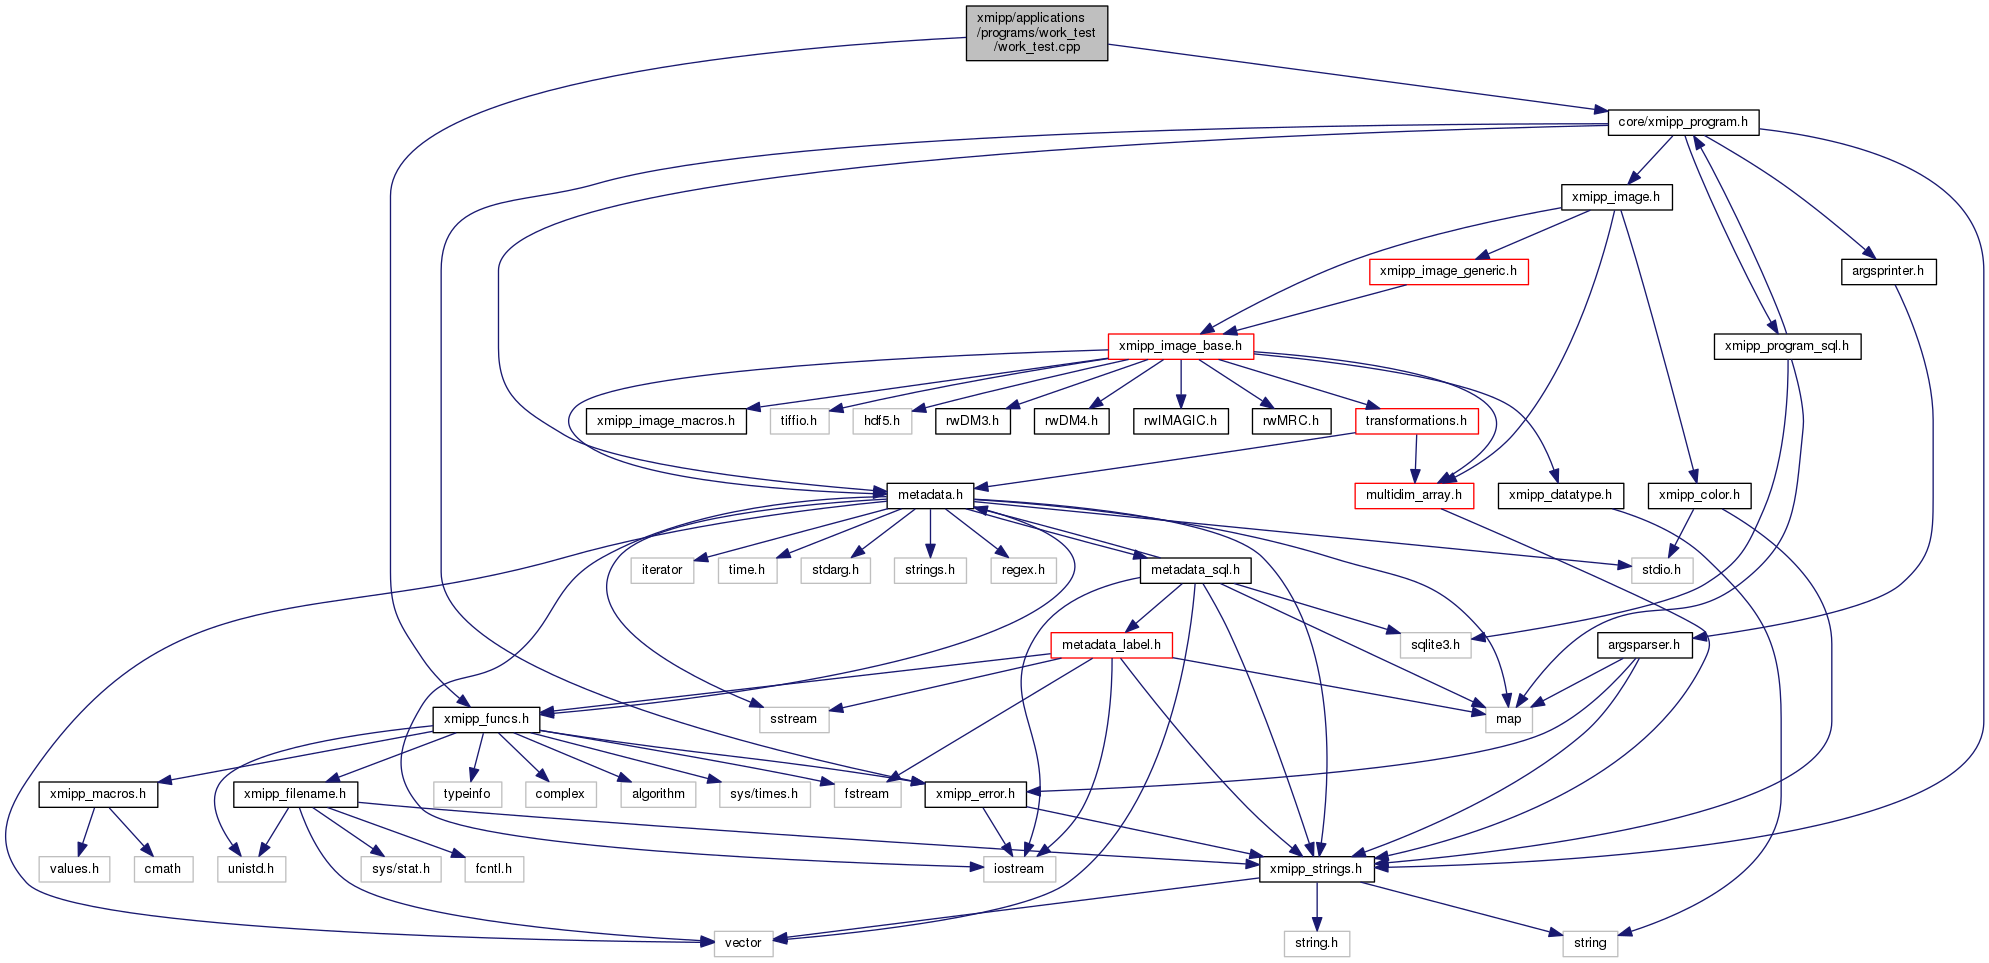 xmipp/applications
/programs/work_test
/work_test.cpp
core/xmipp_program.h
xmipp_image.h
xmipp_image_generic.h
argsprinter.h
xmipp_image_base.h
xmipp_program_sql.h
xmipp_image_macros.h
tiffio.h
hdf5.h
rwDM3.h
rwDM4.h
rwIMAGIC.h
rwMRC.h
transformations.h
metadata.h
multidim_array.h
xmipp_datatype.h
xmipp_color.h
iterator
time.h
stdarg.h
strings.h
regex.h
metadata_sql.h
stdio.h
metadata_label.h
sqlite3.h
argsparser.h
xmipp_funcs.h
sstream
map
xmipp_macros.h
xmipp_filename.h
typeinfo
complex
algorithm
sys/times.h
fstream
xmipp_error.h
values.h
cmath
unistd.h
sys/stat.h
fcntl.h
iostream
xmipp_strings.h
vector
string.h
string